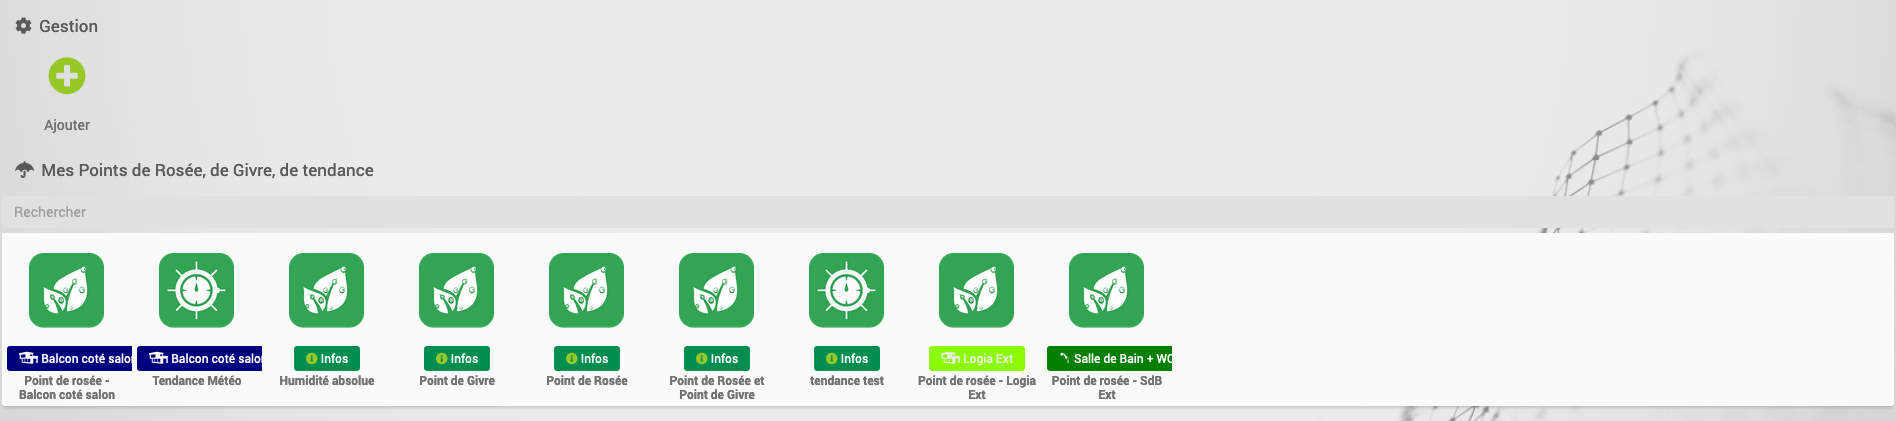 Gestion
Ajouter
Mes Points de Rosée, de Givre, de tendance
Rechercher
Balcon coté salon
Point de rosée -
Balcon coté salon
Balcon coté salon
Tendance Météo
Infos
Humidité absolue
Infos
Point de Givre
Infos
Point de Rosée
Infos
Point de Rosée et
Point de Givre
Infos
tendance test
Logia Ext
Point de rosée - Logia
Ext
Salle de Bain + WC
Point de rosée - SdB
Ext